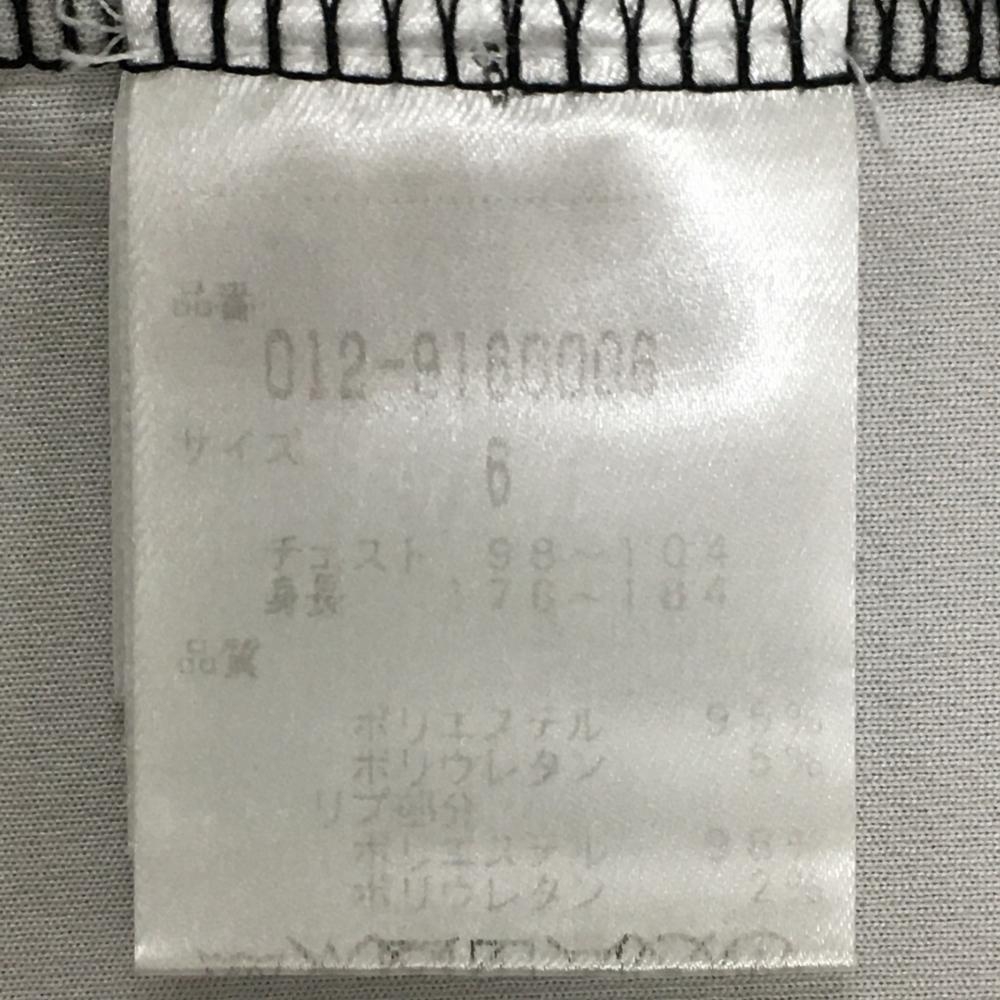 品番
012-9160006
サイズ
6
チェスト 98~104
身長 176~184
品質
ポリエステル 95%
ポリウレタン 5%
リブ部分
ポリエステル 98%
ポリウレタン 2%